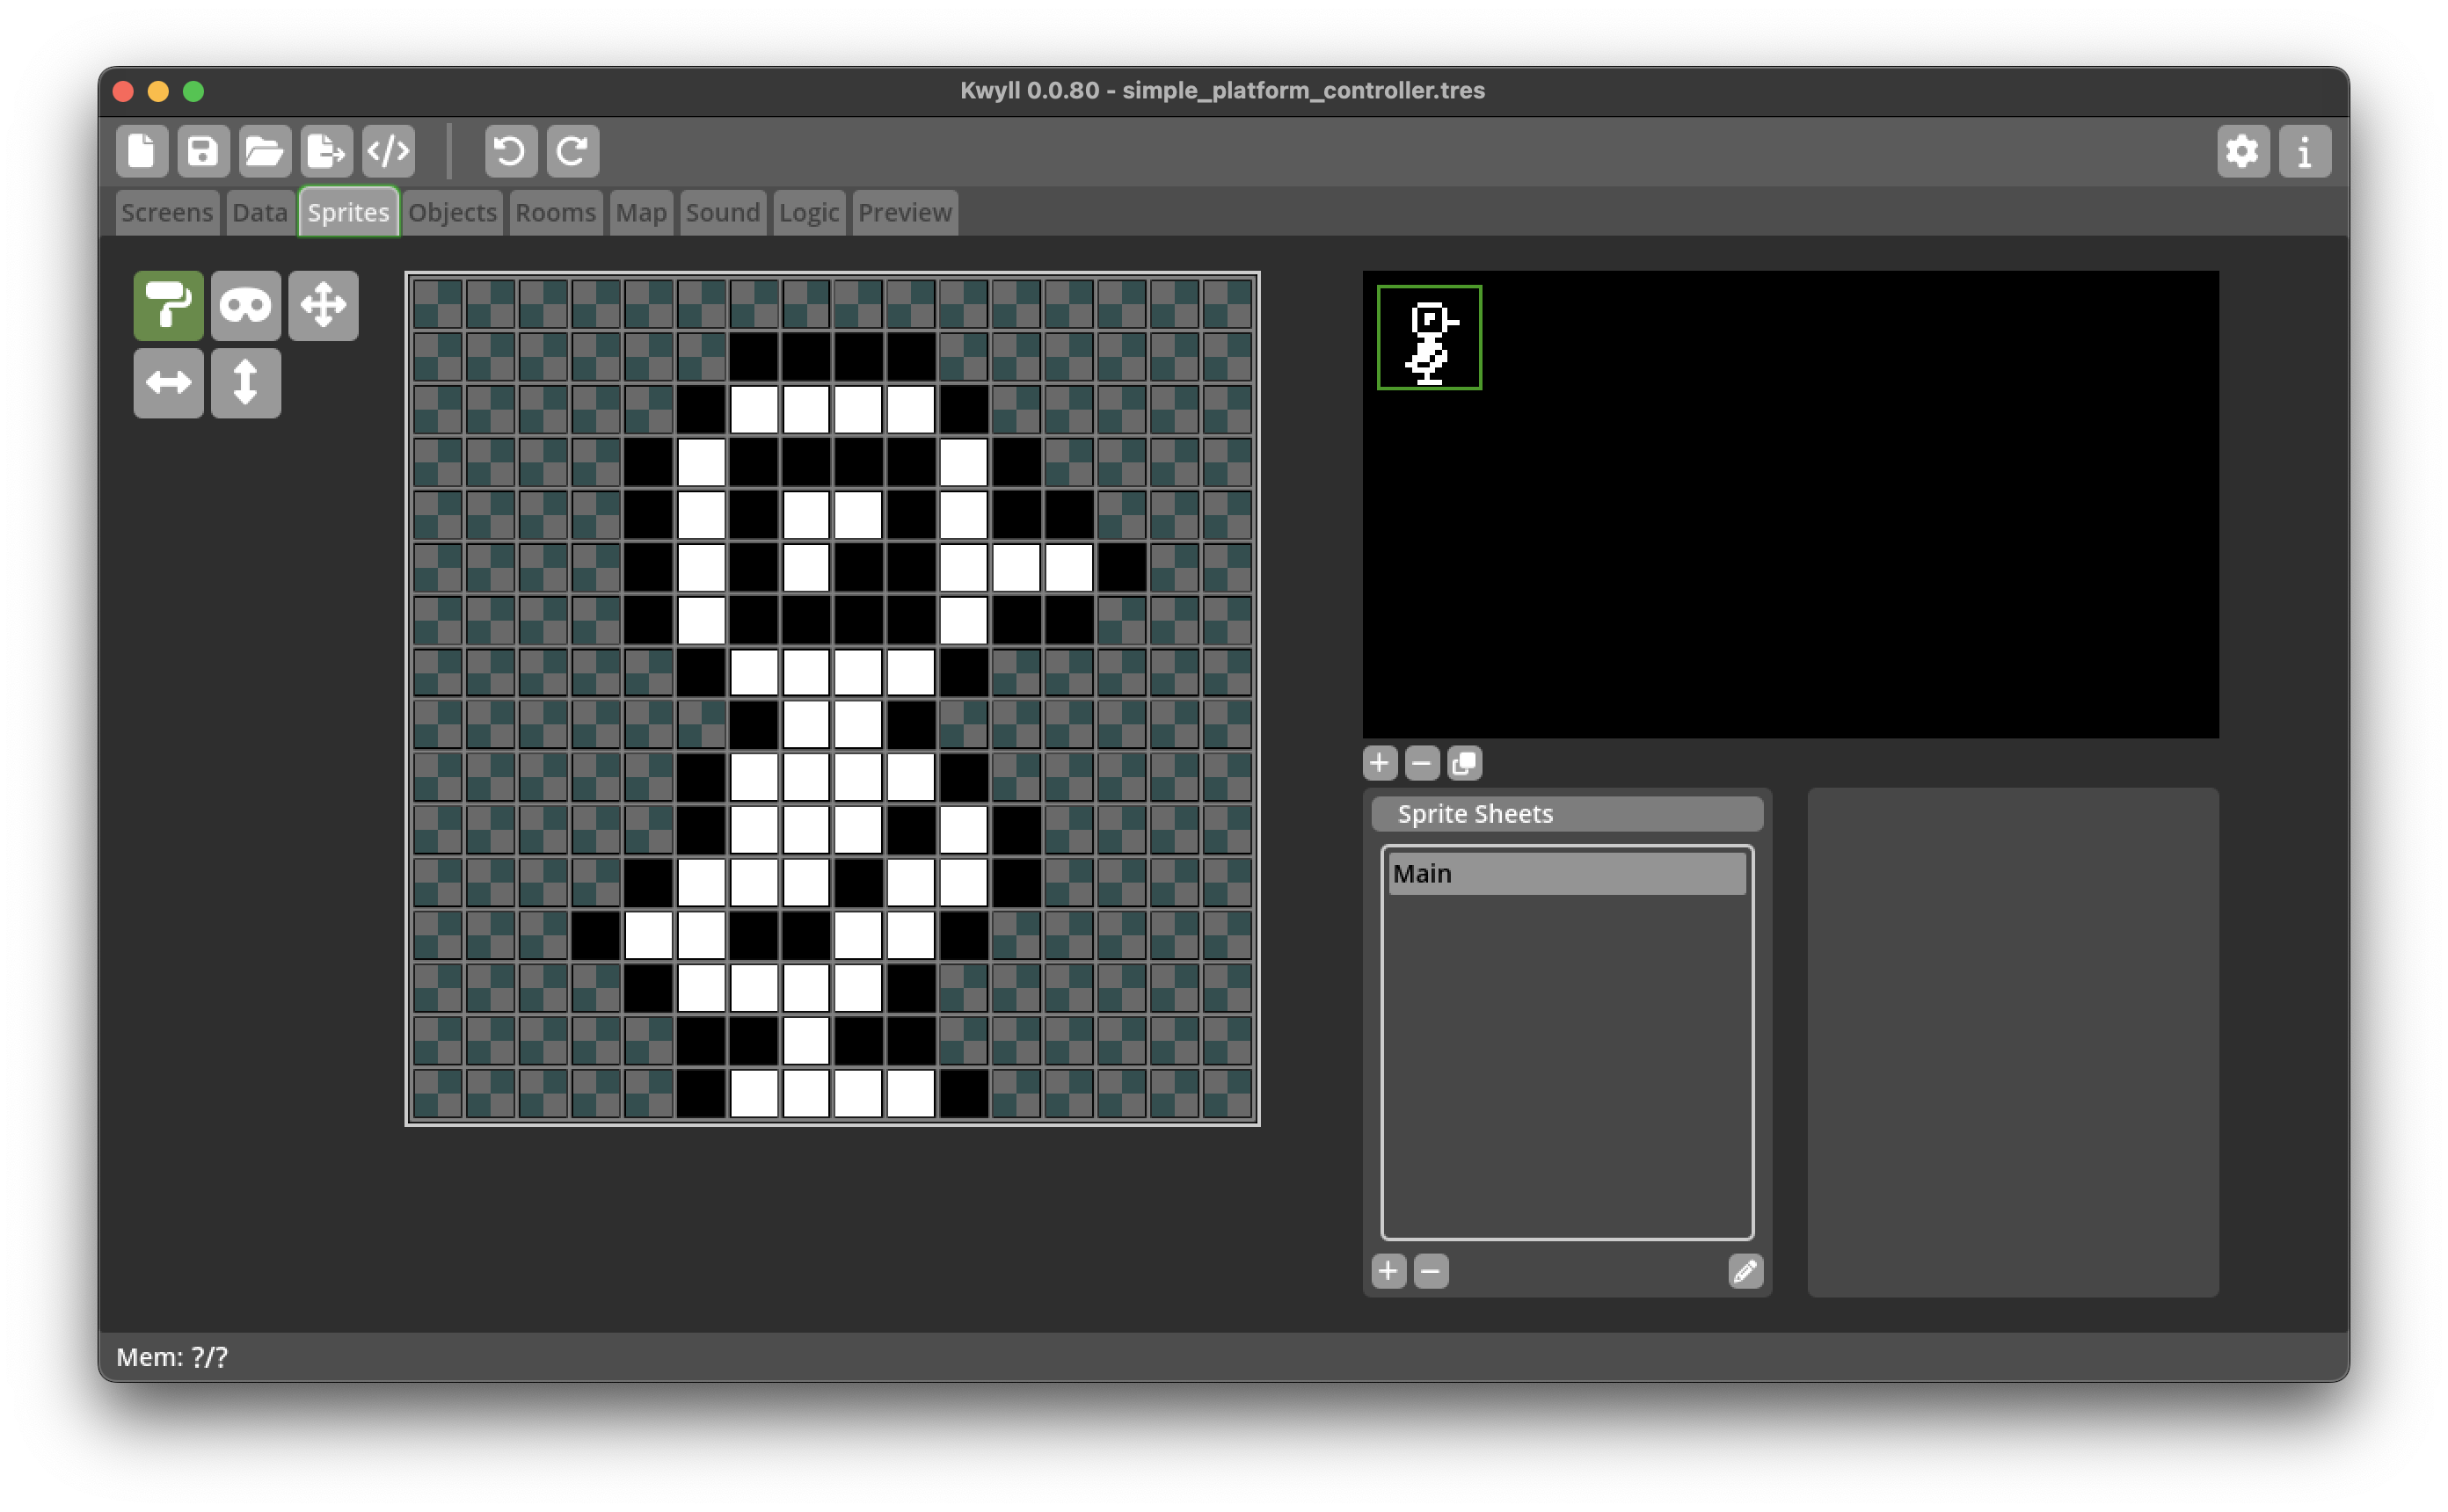 Kwyll 0.0.80 - simple_platform_controller.tres
Screens Data Sprites Objects Rooms Map Sound Logic Preview
Sprite Sheets
Main
Mem: ?/?